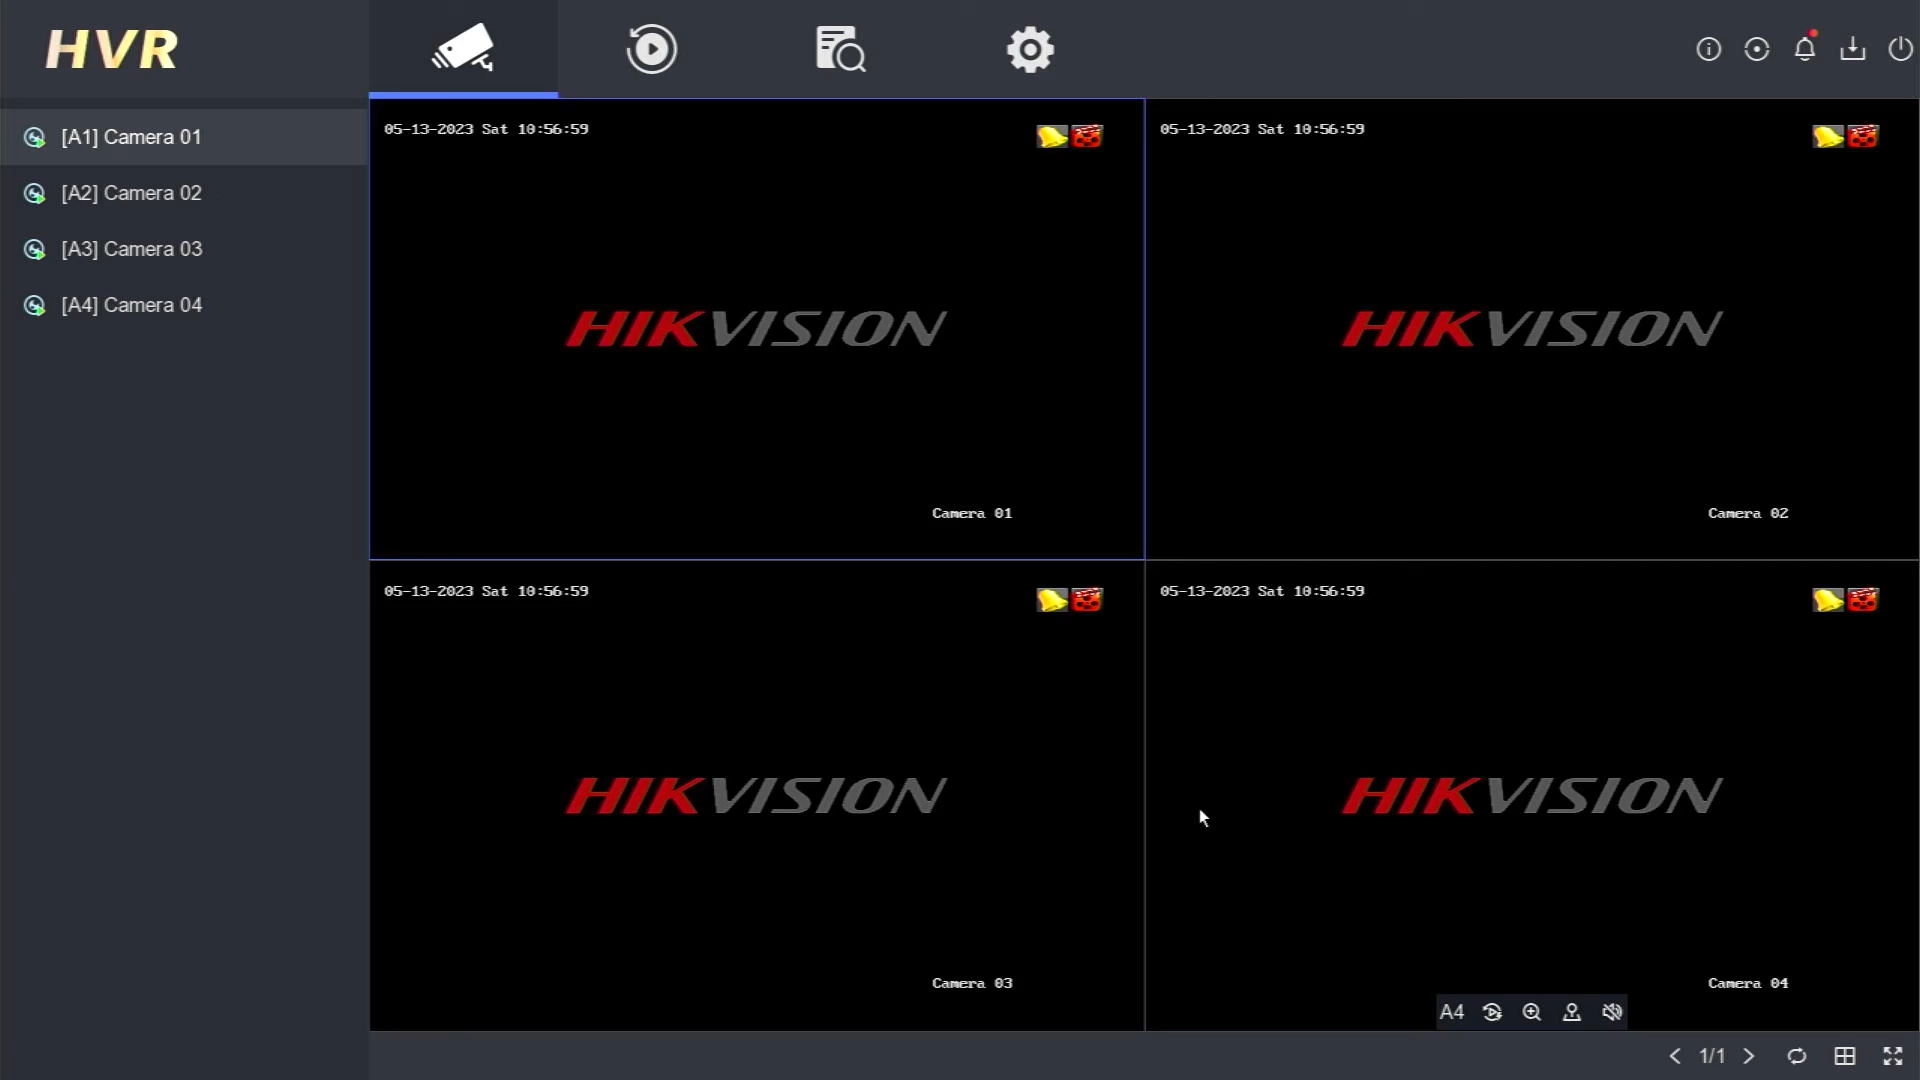 HVR
[A1] Camera 01
[A2] Camera 02
[A3] Camera 03
[A4] Camera 04
05-13-2023 Sat 10:56:59
HIKVISION
Camera 01
05-13-2023 Sat 10:56:59
HIKVISION
Camera 02
05-13-2023 Sat 10:56:59
HIKVISION
Camera 03
05-13-2023 Sat 10:56:59
HIKVISION
Camera 04
A4
1/1